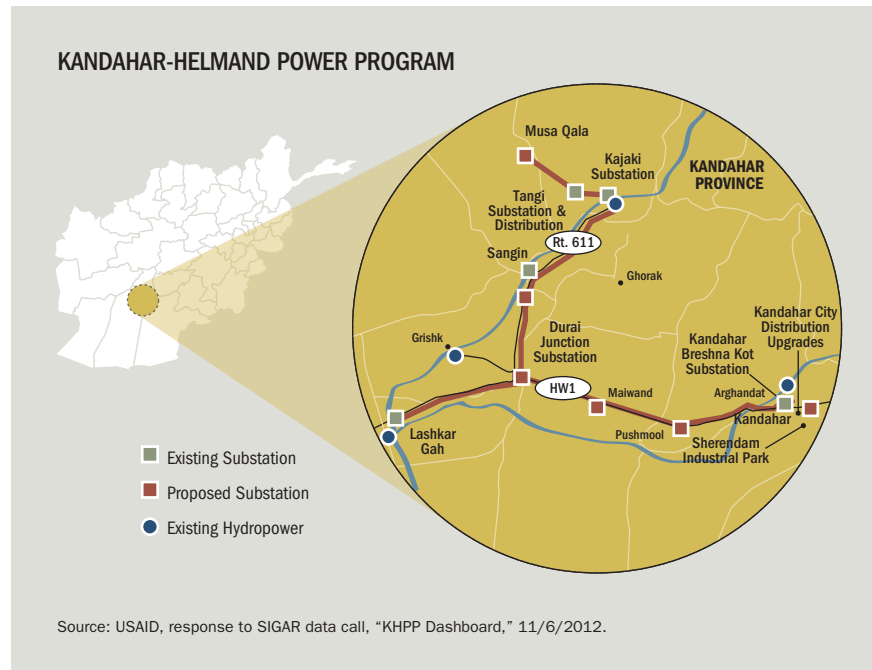 KANDAHAR-HELMAND POWER PROGRAM
Musa Qala
Kajaki
Substation
KANDAHAR
PROVINCE
Tangi
Substation &
Distribution
Rt. 611
Sangin
Ghorak
Kandahar City
Distribution
Upgrades
Durai
Junction
Substation
Kandahar
Breshna Kot
Substation
Grishk
HW1
Maiwand
Arghandat
Kandahar
Pushmool
Sherendam
Industrial Park
Lashkar
Gah
Existing Substation
Proposed Substation
Existing Hydropower
Source: USAID, response to SIGAR data call, “KHPP Dashboard,” 11/6/2012.